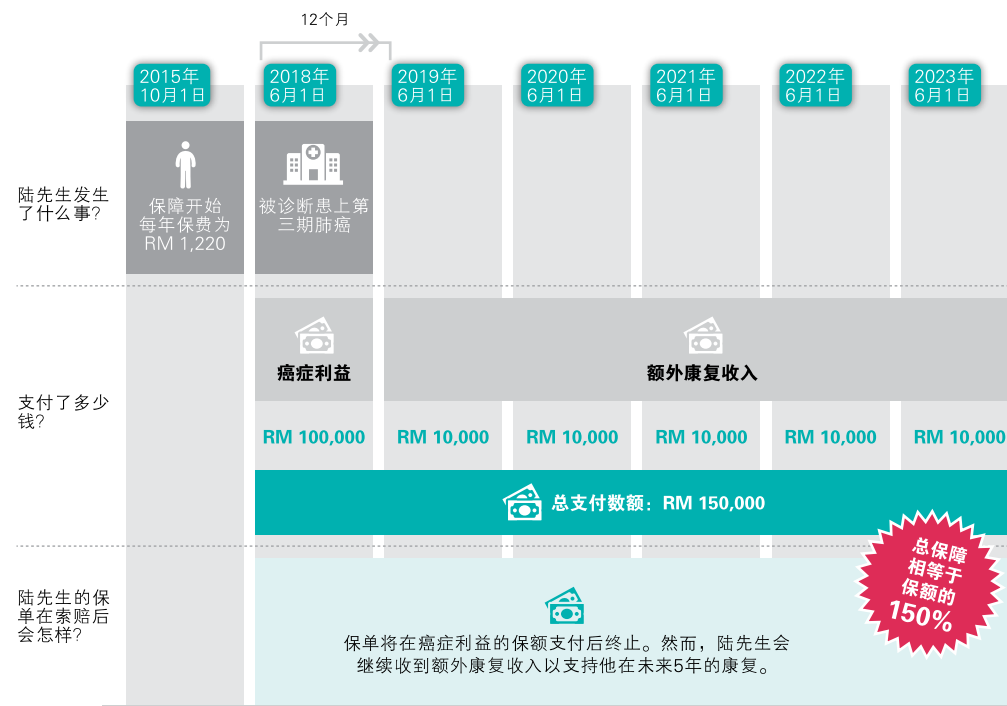 12个月
2015年
10月1日
2018年
6月1日
2019年
6月1日
2020年
6月1日
2021年
6月1日
2022年
6月1日
2023年
6月1日
陆先生发生
了什么事?
保障开始
每年保费为
RM 1,220
被诊断患上第
三期肺癌
支付了多少
钱?
癌症利益
额外康复收入
RM 100,000
RM 10,000
RM 10,000
RM 10,000
RM 10,000
RM 10,000
总支付数额：RM 150,000
总保障
相等于
保额的
150%
陆先生的保
单在索赔后
会怎样?
保单将在癌症利益的保额支付后终止。然而，陆先生会
继续收到额外康复收入以支持他在未来5年的康复。